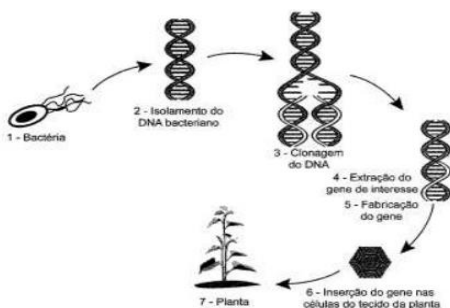 1 - Bactéria
2 - Isolamento do
DNA bacteriano
3 - Clonagem
do DNA
4 - Extração do
gene de interesse
5 - Fabricação
do gene
6 - Inserção do gene nas
células do tecido da planta
7 - Planta